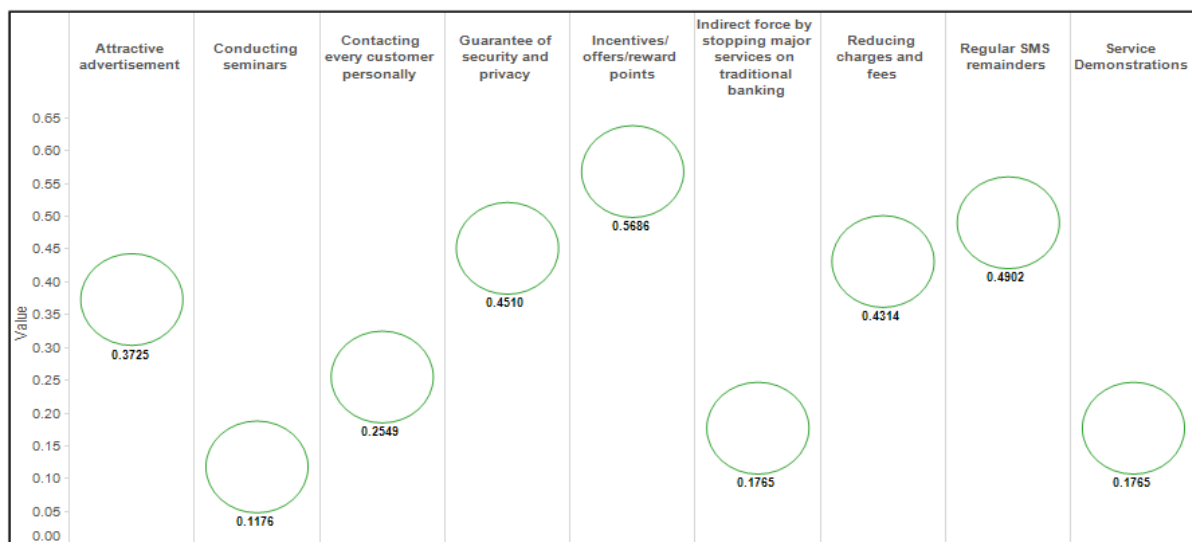 Attractive
advertisement
Conducting
seminars
Contacting
every customer
personally
Guarantee of
security and
privacy
Incentives/
offers/reward
points
Indirect force by
stopping major
services on
traditional
banking
Reducing
charges and
fees
Regular SMS
remainders
Service
Demonstrations
Value
0.65
0.60
0.55
0.50
0.45
0.40
0.35
0.30
0.25
0.20
0.15
0.10
0.05
0.00
0.3725
0.1176
0.2549
0.4510
0.5686
0.1765
0.4314
0.4902
0.1765